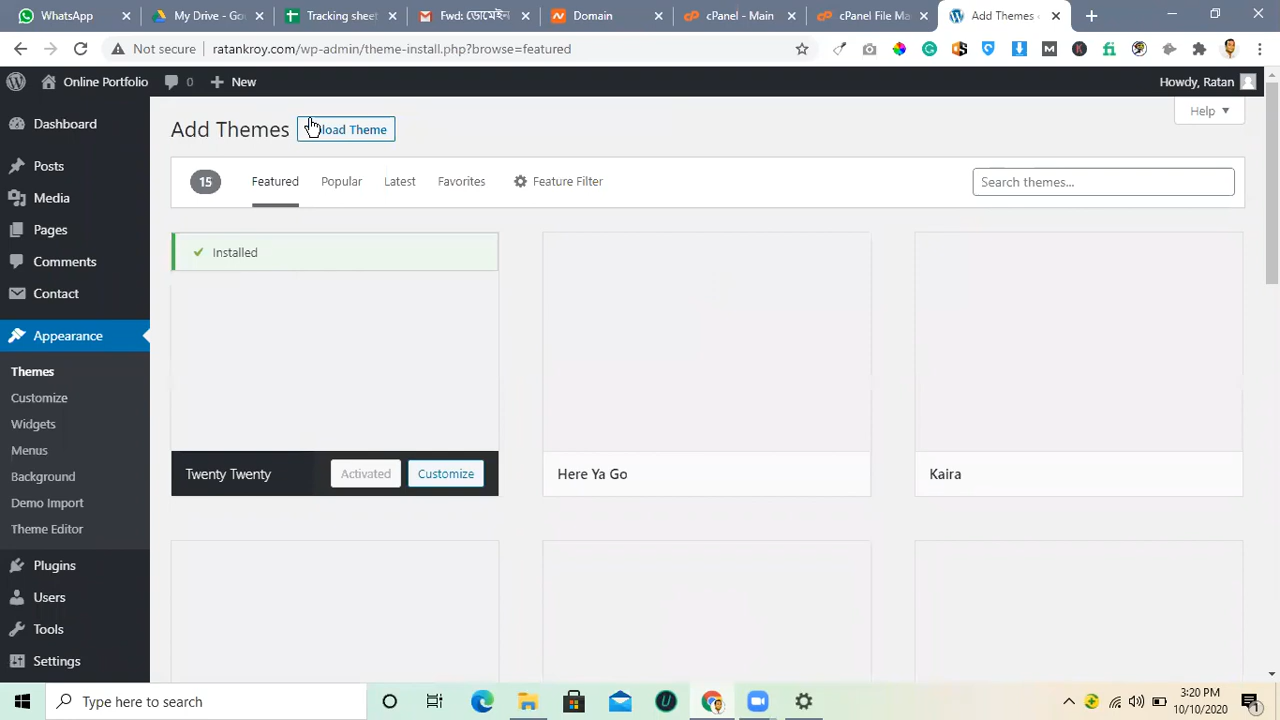 WhatsApp
My Drive - Goo
Tracking sheet
Fwd: ডোমেইন
Domain
cPanel - Main
cPanel File Ma
Add Themes
Not secure
ratankroy.com/wp-admin/theme-install.php?browse=featured
Online Portfolio
0
New
Howdy, Ratan
Dashboard
Posts
Media
Pages
Comments
Contact
Appearance
Themes
Customize
Widgets
Menus
Background
Demo Import
Theme Editor
Plugins
Users
Tools
Settings
Add Themes
load Theme
Help
15
Featured
Popular
Latest
Favorites
Feature Filter
Search themes...
Installed
Twenty Twenty
Activated
Customize
Here Ya Go
Kaira
Type here to search
3:20 PM
10/10/2020